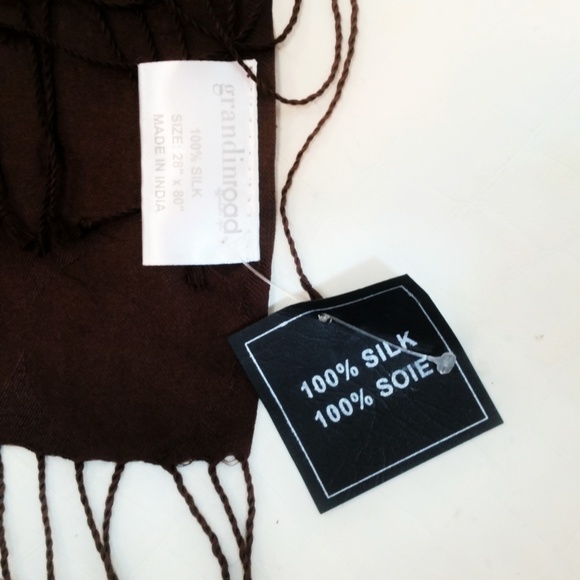 grandinroad
100% SILK
SIZE: 28" x 80"
MADE IN INDIA
100% SILK
100% SOIE